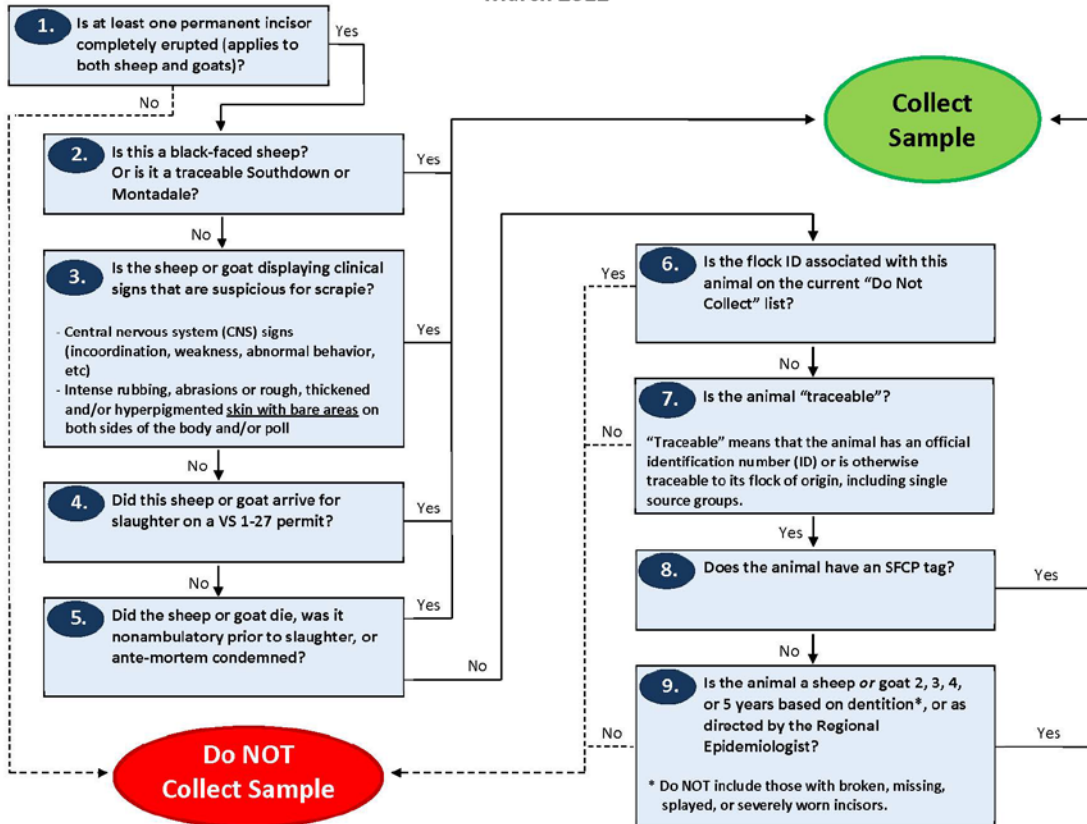 March 2012
1. Is at least one permanent incisor
completely erupted (applies to
both sheep and goats)?
Yes
No
2. Is this a black-faced sheep?
Or is it a traceable Southdown or
Montadale?
Yes
No
3. Is the sheep or goat displaying clinical
signs that are suspicious for scrapie?
- Central nervous system (CNS) signs
(incoordination, weakness, abnormal behavior,
etc)
- Intense rubbing, abrasions or rough, thickened
and/or hyperpigmented skin with bare areas on
both sides of the body and/or poll
Yes
No
4. Did this sheep or goat arrive for
slaughter on a VS 1-27 permit?
Yes
No
5. Did the sheep or goat die, was it
nonambulatory prior to slaughter, or
ante-mortem condemned?
Yes
No
Do NOT
Collect Sample
Collect
Sample
6. Is the flock ID associated with this
animal on the current “Do Not
Collect” list?
Yes
No
7. Is the animal “traceable”?
“Traceable” means that the animal has an official
identification number (ID) or is otherwise
traceable to its flock of origin, including single
source groups.
No
Yes
8. Does the animal have an SFCP tag?
Yes
No
9. Is the animal a sheep or goat 2, 3, 4,
or 5 years based on dentition*, or as
directed by the Regional
Epidemiologist?
* Do NOT include those with broken, missing,
splayed, or severely worn incisors.
No
Yes